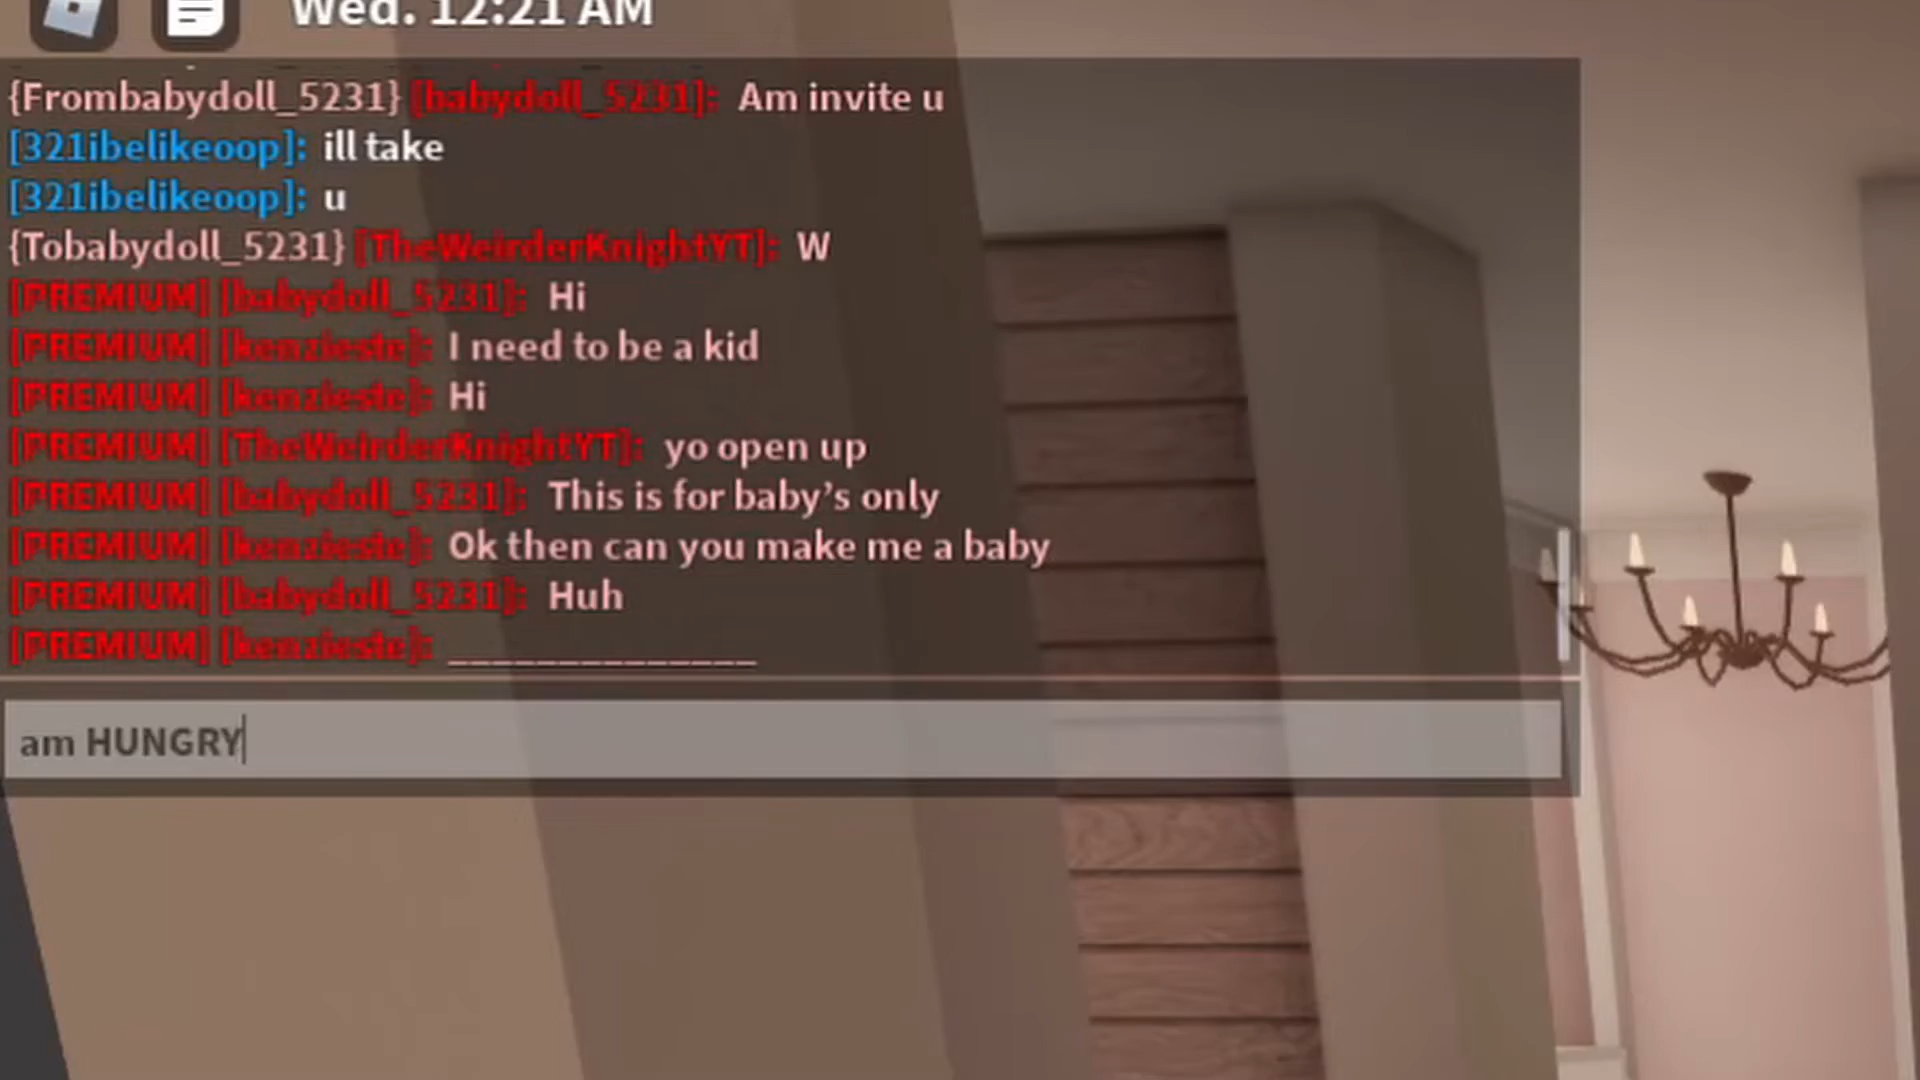 Wed. 12:21 AM
{Frombabydoll_5231} [babydoll_5231]: Am invite u
[321ibelikeoop]: ill take
[321ibelikeoop]: u
{Tobabydoll_5231} [TheWeirderKnightYT]: W
[PREMIUM] [babydoll_5231]: Hi
[PREMIUM] [kenzieste]: I need to be a kid
[PREMIUM] [kenzieste]: Hi
[PREMIUM] [TheWeirderKnightYT]: yo open up
[PREMIUM] [babydoll_5231]: This is for baby’s only
[PREMIUM] [kenzieste]: Ok then can you make me a baby
[PREMIUM] [babydoll_5231]: Huh
[PREMIUM] [kenzieste]: ______________
am HUNGRY